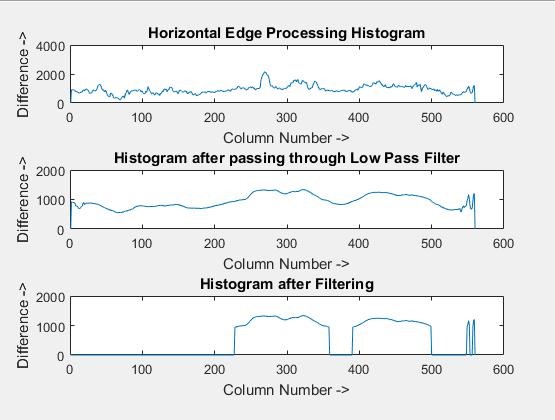 Horizontal Edge Processing Histogram
4000
2000
0
Difference ->
0 100 200 300 400 500 600
Column Number ->
Histogram after passing through Low Pass Filter
2000
1000
0
Difference ->
0 100 200 300 400 500 600
Column Number ->
Histogram after Filtering
2000
1000
0
Difference ->
0 100 200 300 400 500 600
Column Number ->